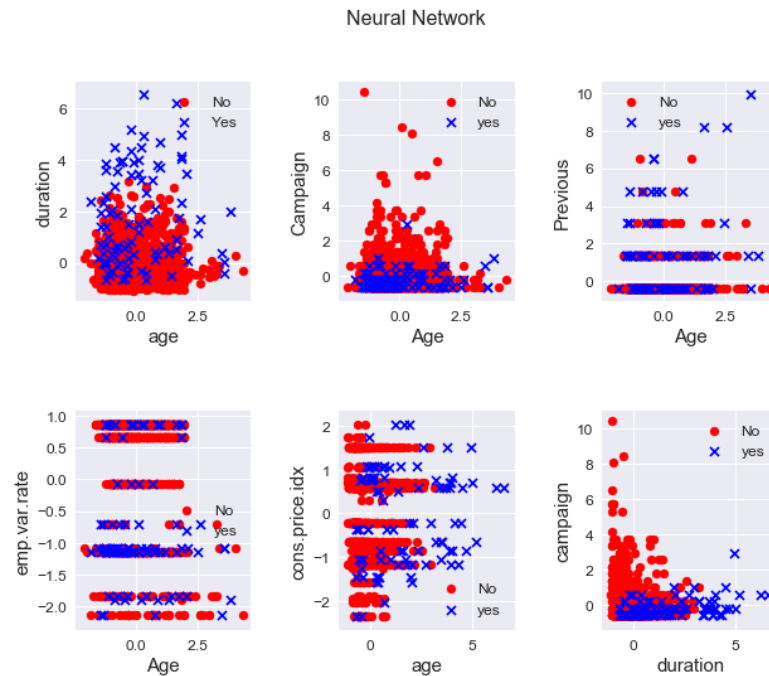 Neural Network
duration
6
4
2
0
No
Yes
0.0 2.5
age
Campaign
10
8
6
4
2
0
No
yes
0.0 2.5
Age
Previous
10
8
6
4
2
0
No
yes
0.0 2.5
Age
emp.var.rate
1.0
0.5
0.0
−0.5
−1.0
−1.5
−2.0
No
yes
0.0 2.5
Age
cons.price.idx
2
1
0
−1
−2
No
yes
0 5
age
campaign
10
8
6
4
2
0
No
yes
0 5
duration